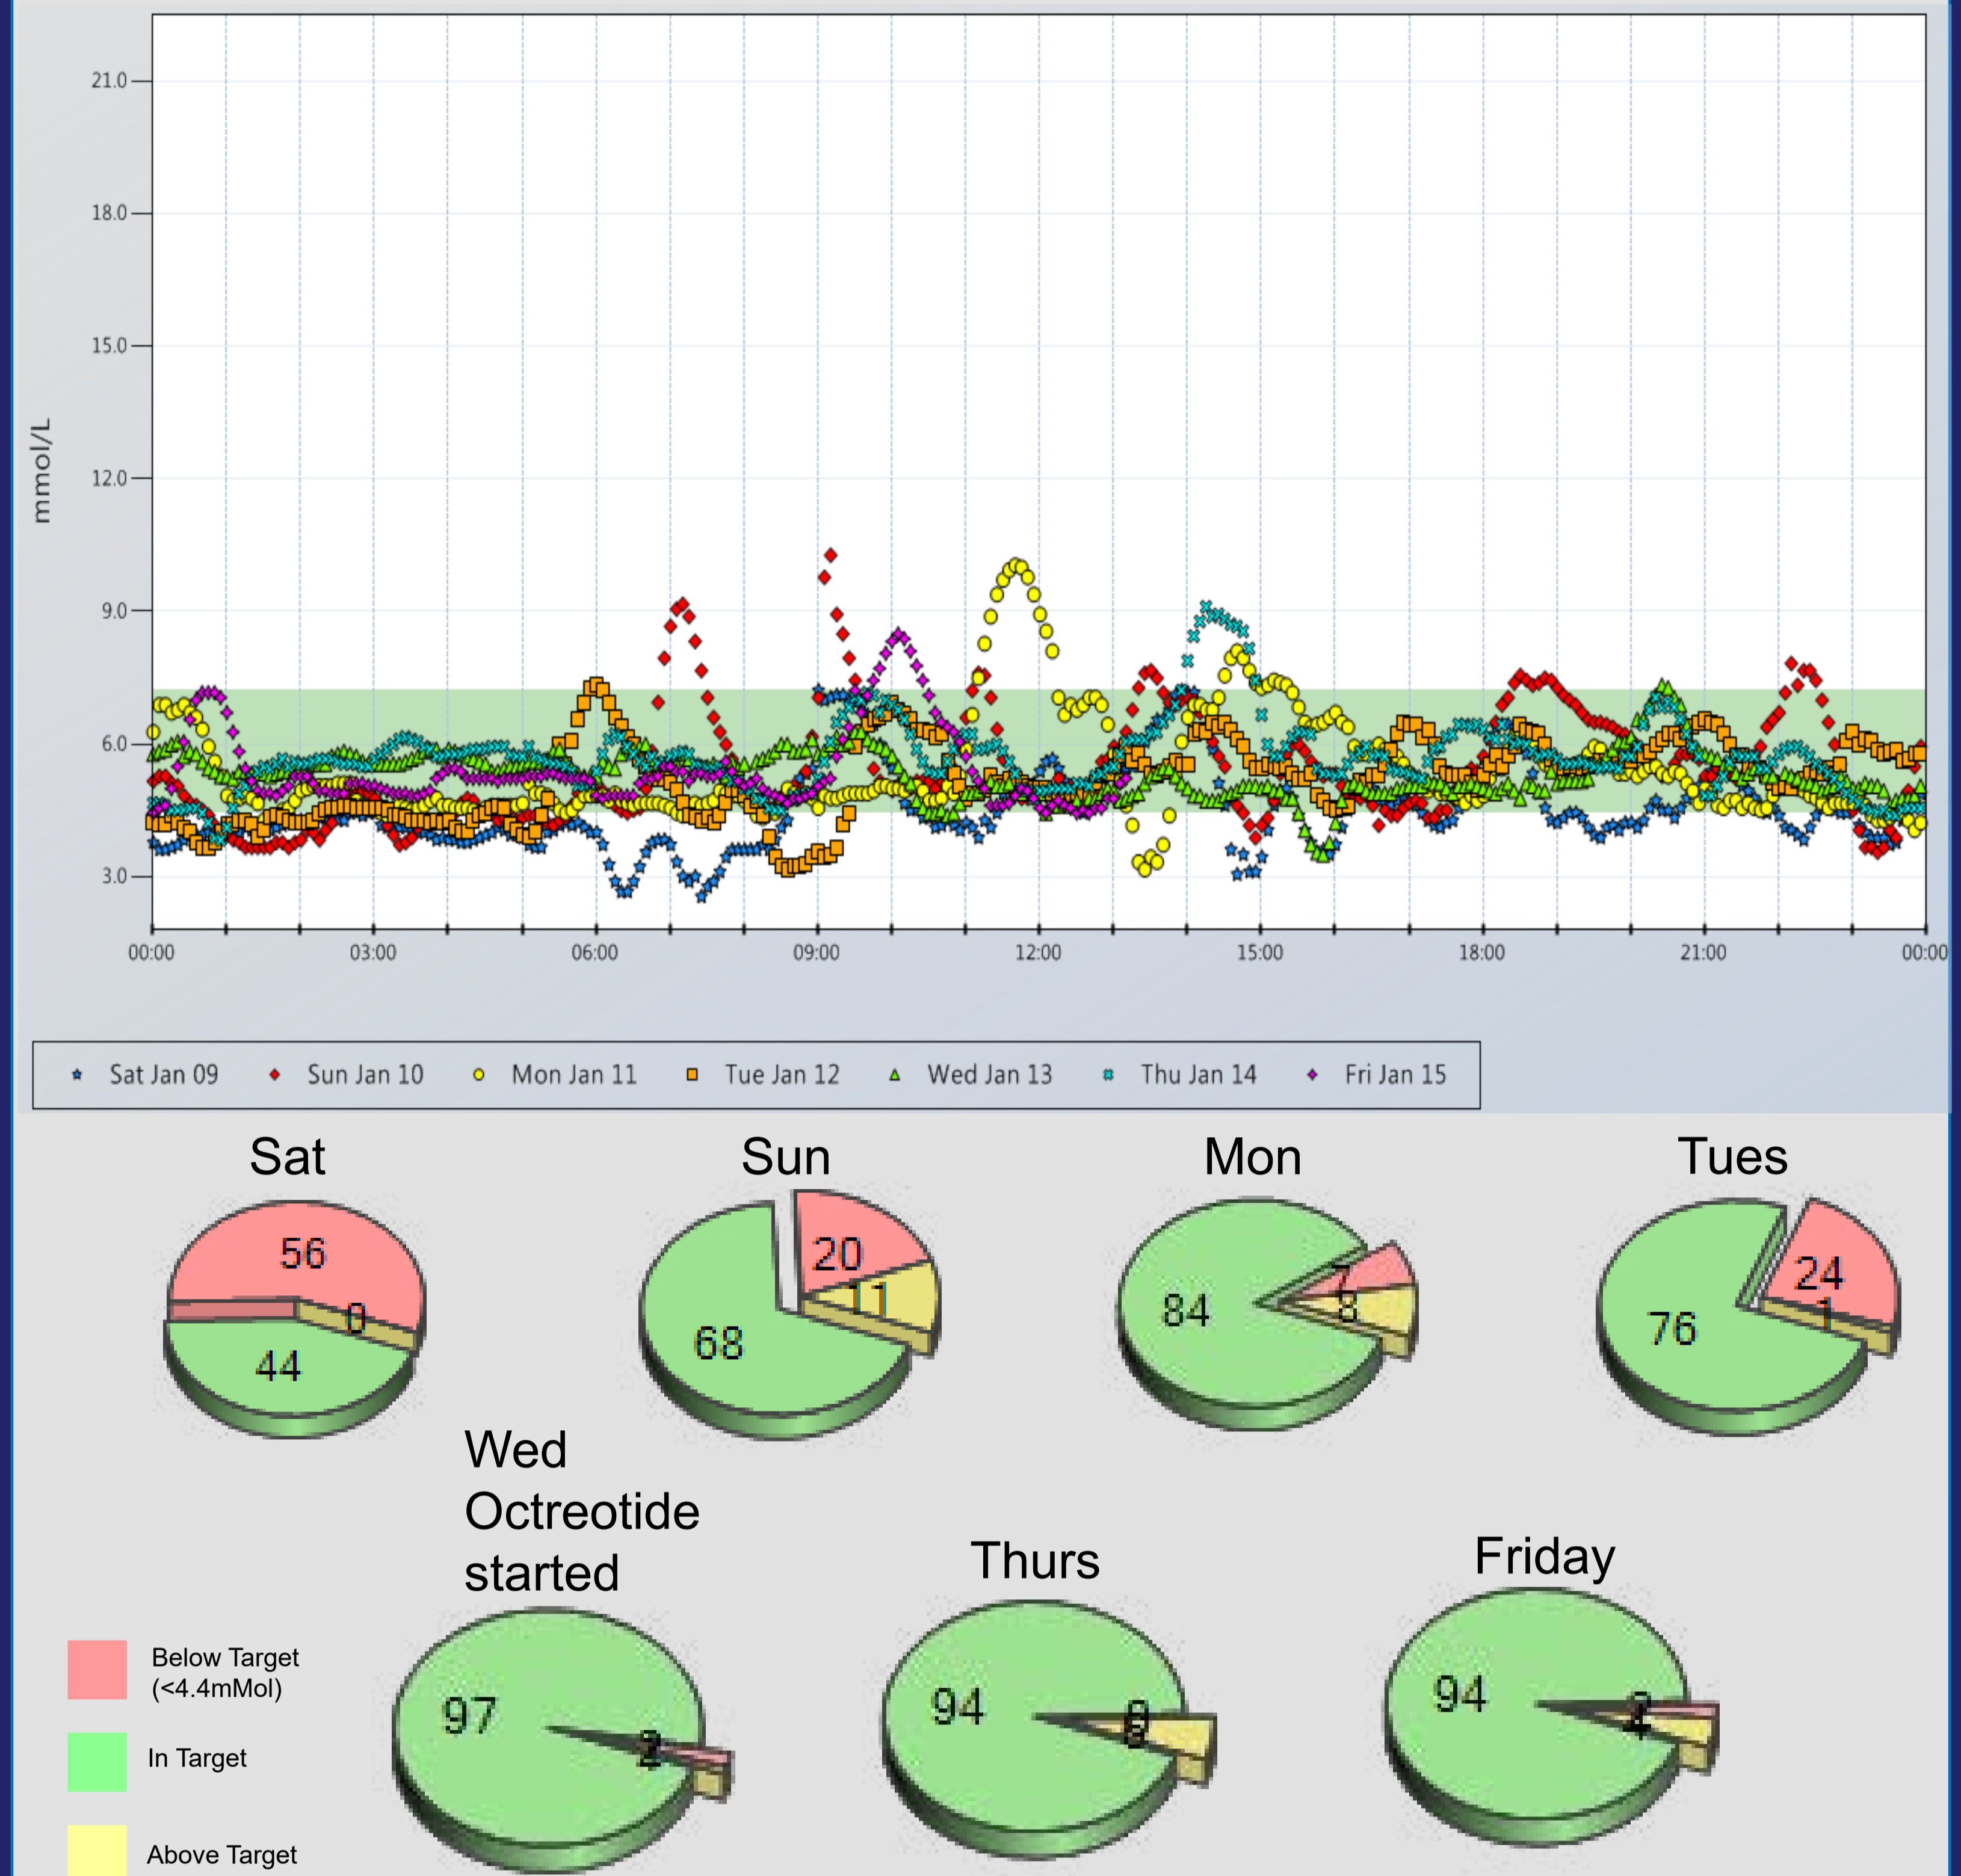 21.0
18.0
15.0
12.0
9.0
6.0
3.0
mmol/L
00:00 03:00 06:00 09:00 12:00 15:00 18:00 21:00 00:00
Sat Jan 09 Sun Jan 10 Mon Jan 11 Tue Jan 12 Wed Jan 13 Thu Jan 14 Fri Jan 15
Sat Sun Mon Tues
56 0 44
20 11 68
7 8 84
24 1 76
Wed
Octreotide
started
Thurs
Friday
97
94
94
Below Target
(<4.4mMol)
In Target
Above Target